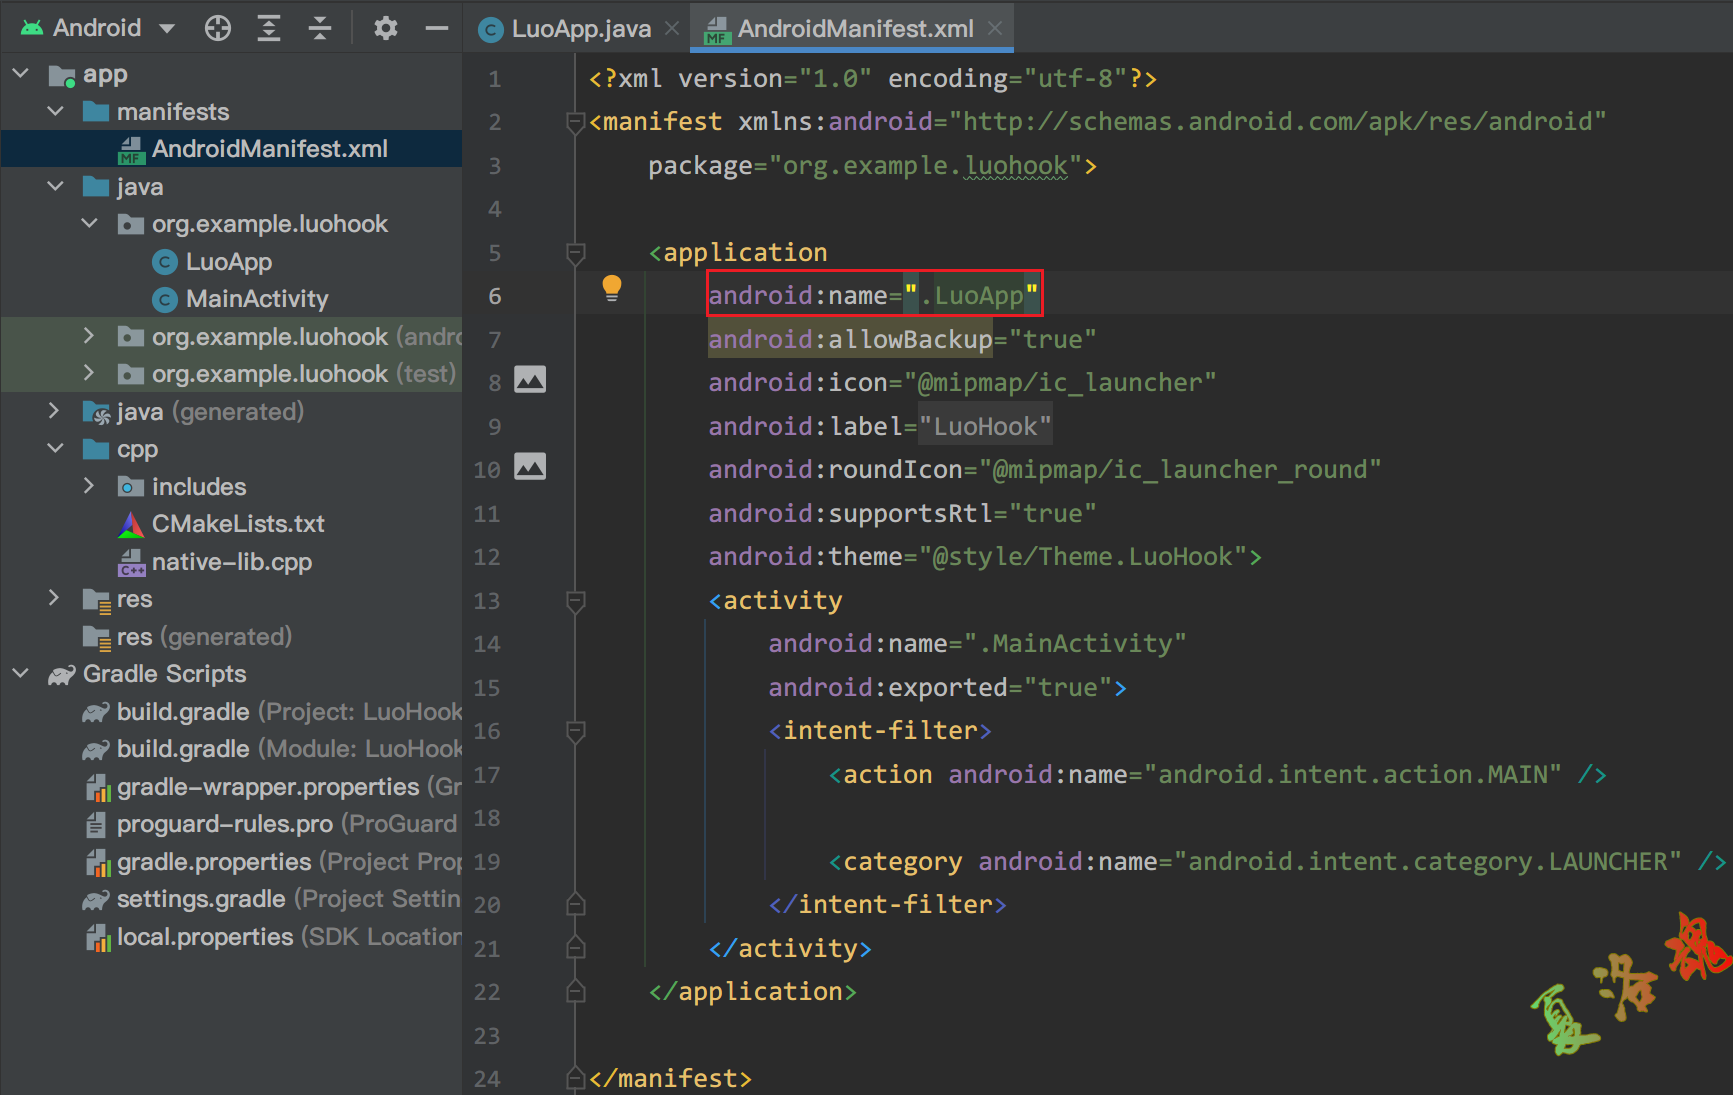 Android
app
manifests
AndroidManifest.xml
java
org.example.luohook
LuoApp
MainActivity
org.example.luohook (andro
org.example.luohook (test)
java (generated)
cpp
includes
CMakeLists.txt
native-lib.cpp
res
res (generated)
Gradle Scripts
build.gradle (Project: LuoHook
build.gradle (Module: LuoHook
gradle-wrapper.properties (Gr
proguard-rules.pro (ProGuard
gradle.properties (Project Prop
settings.gradle (Project Settin
local.properties (SDK Location
LuoApp.java
AndroidManifest.xml
1 <?xml version="1.0" encoding="utf-8"?>
2 <manifest xmlns:android="http://schemas.android.com/apk/res/android"
3 package="org.example.luohook">
4
5 <application
6 android:name=".LuoApp"
7 android:allowBackup="true"
8 android:icon="@mipmap/ic_launcher"
9 android:label="LuoHook"
10 android:roundIcon="@mipmap/ic_launcher_round"
11 android:supportsRtl="true"
12 android:theme="@style/Theme.LuoHook">
13 <activity
14 android:name=".MainActivity"
15 android:exported="true">
16 <intent-filter>
17 <action android:name="android.intent.action.MAIN" />
18
19 <category android:name="android.intent.category.LAUNCHER" />
20 </intent-filter>
21 </activity>
22 </application>
23
24 </manifest>
夏洛魂